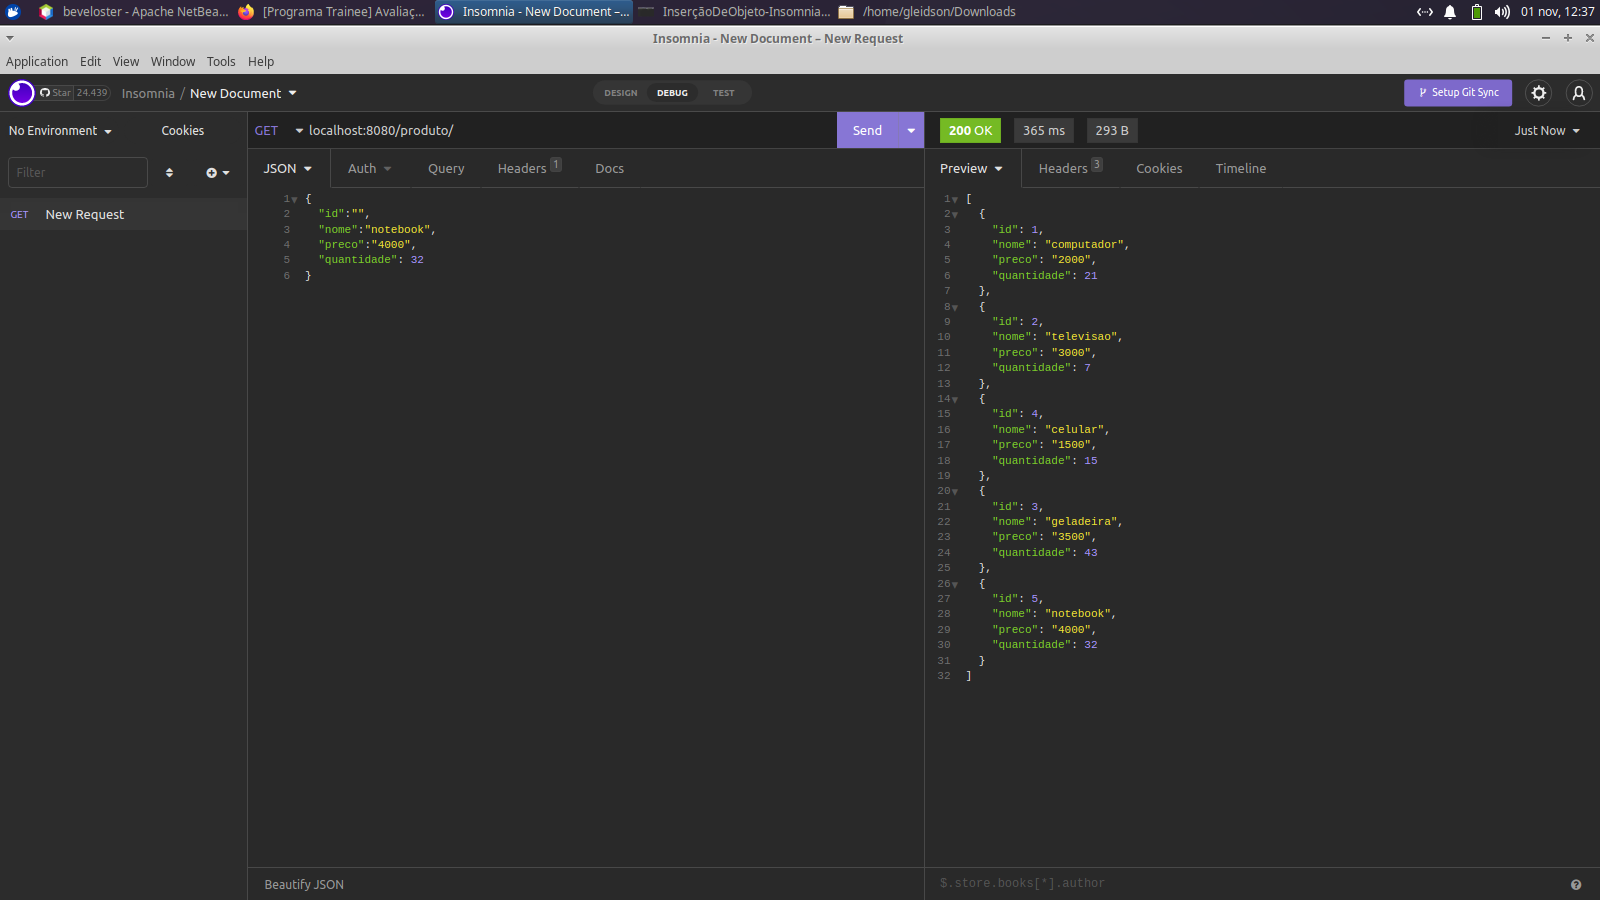 beveloster - Apache NetBea... [Programa Trainee] Avaliaç... Insomnia - New Document –... InserçãoDeObjeto-Insomnia... /home/gleidson/Downloads 01 nov, 12:37
Insomnia - New Document – New Request
Application Edit View Window Tools Help
Star 24.439 Insomnia / New Document DESIGN DEBUG TEST Setup Git Sync
No Environment Cookies GET localhost:8080/produto/ Send 200 OK 365 ms 293 B Just Now
Filter JSON Auth Query Headers 1 Docs Preview Headers 3 Cookies Timeline
GET New Request
1 {
2 "id":"",
3 "nome":"notebook",
4 "preco":"4000",
5 "quantidade": 32
6 }
1 [
2 {
3 "id": 1,
4 "nome": "computador",
5 "preco": "2000",
6 "quantidade": 21
7 },
8 {
9 "id": 2,
10 "nome": "televisao",
11 "preco": "3000",
12 "quantidade": 7
13 },
14 {
15 "id": 4,
16 "nome": "celular",
17 "preco": "1500",
18 "quantidade": 15
19 },
20 {
21 "id": 3,
22 "nome": "geladeira",
23 "preco": "3500",
24 "quantidade": 43
25 },
26 {
27 "id": 5,
28 "nome": "notebook",
29 "preco": "4000",
30 "quantidade": 32
31 }
32 ]
Beautify JSON $.store.books[*].author